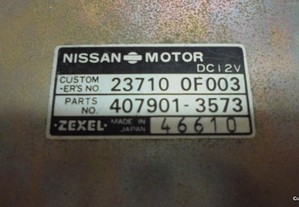 NISSAN MOTOR
DC12V
CUSTOM -ER'S NO. 23710 0F003
PARTS NO. 407901-3573
·ZEXEL· MADE IN JAPAN 46610